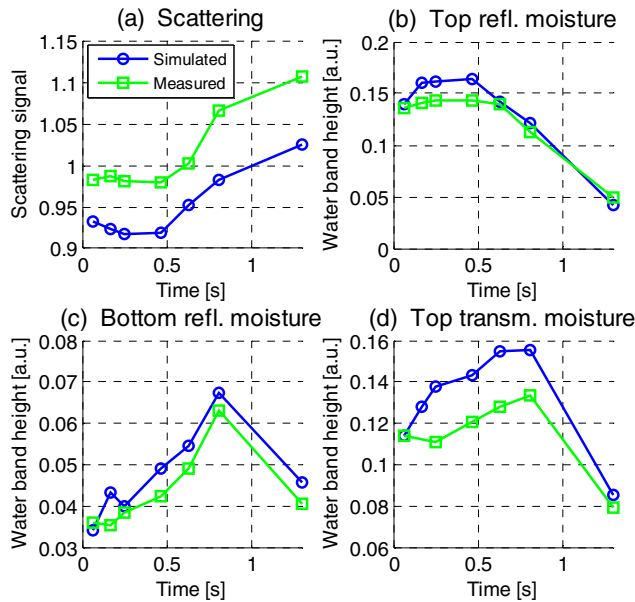 (a) Scattering
1.15
1.1
1.05
1
0.95
0.9
Scattering signal
Simulated
Measured
0 0.5 1
Time [s]
(b) Top refl. moisture
0.2
0.15
0.1
0.05
0
Water band height [a.u.]
0 0.5 1
Time [s]
(c) Bottom refl. moisture
0.08
0.07
0.06
0.05
0.04
0.03
Water band height [a.u.]
0 0.5 1
Time [s]
(d) Top transm. moisture
0.16
0.14
0.12
0.1
0.08
0.06
Water band height [a.u.]
0 0.5 1
Time [s]